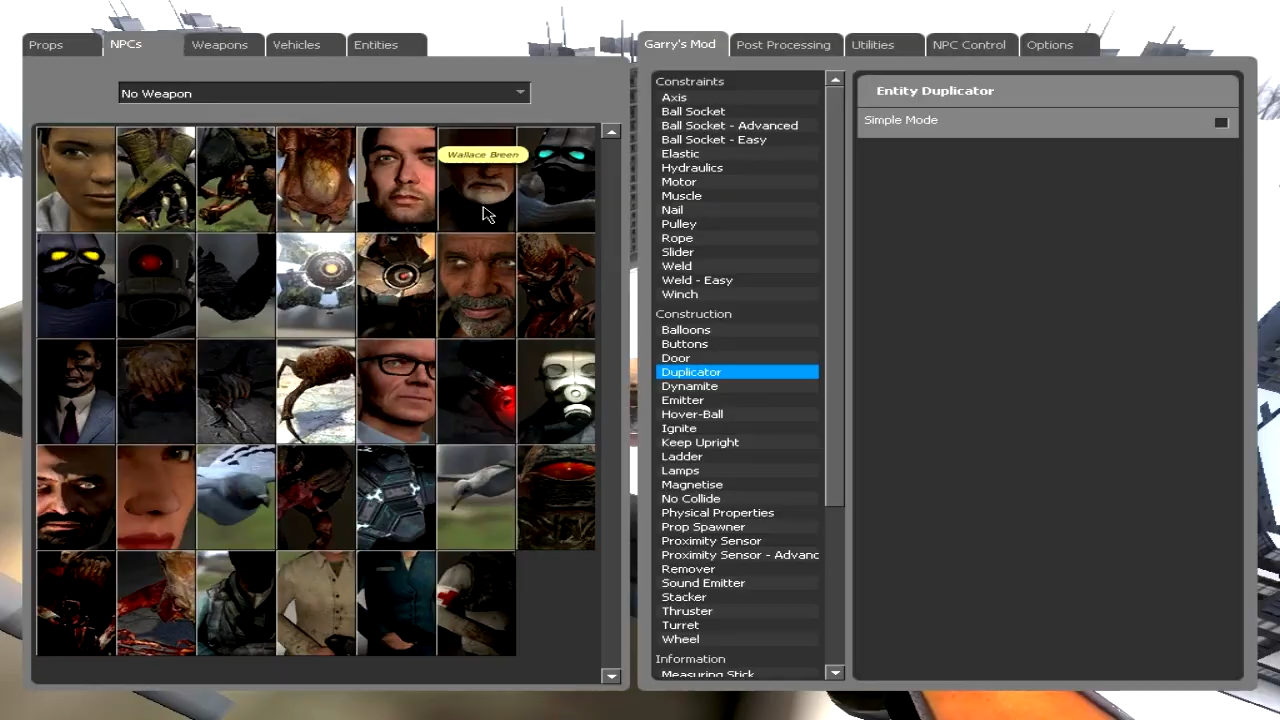 Props
NPCs
Weapons
Vehicles
Entities
No Weapon
Wallace Breen
Garry's Mod
Post Processing
Utilities
NPC Control
Options
Constraints
Axis
Ball Socket
Ball Socket - Advanced
Ball Socket - Easy
Elastic
Hydraulics
Motor
Muscle
Nail
Pulley
Rope
Slider
Weld
Weld - Easy
Winch
Construction
Balloons
Buttons
Door
Duplicator
Dynamite
Emitter
Hover-Ball
Ignite
Keep Upright
Ladder
Lamps
Magnetise
No Collide
Physical Properties
Prop Spawner
Proximity Sensor
Proximity Sensor - Advanc
Remover
Sound Emitter
Stacker
Thruster
Turret
Wheel
Information
Measuring Stick
Entity Duplicator
Simple Mode